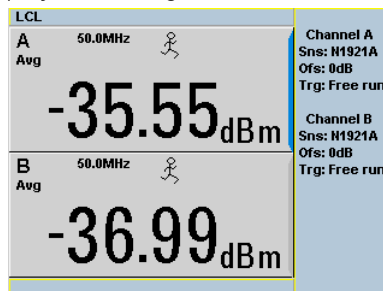 LCL
A
50.0MHz
Avg
-35.55dBm
B
50.0MHz
Avg
-36.99dBm
Channel A
Sns: N1921A
Ofs: 0dB
Trg: Free run
Channel B
Sns: N1921A
Ofs: 0dB
Trg: Free run